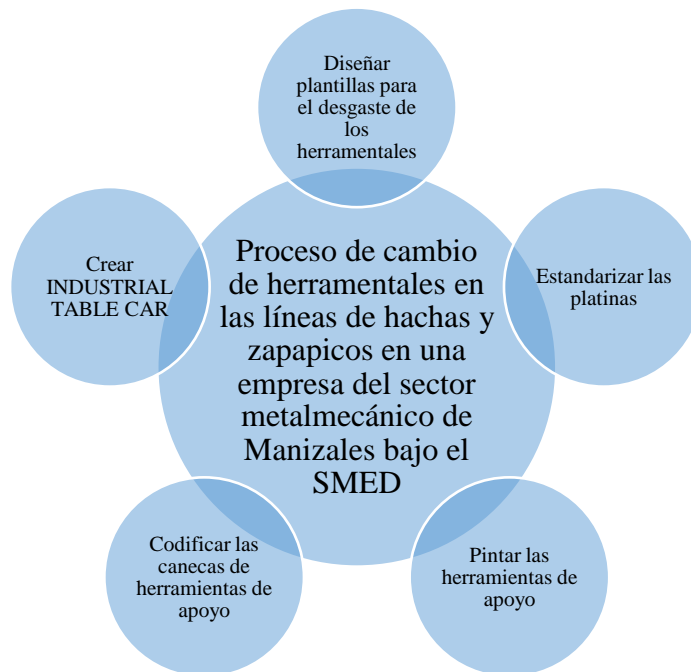 Diseñar
plantillas para
el desgaste de
los
herramentales
Proceso de cambio
de herramentales en
las líneas de hachas y
zapapicos en una
empresa del sector
metalmecánico de
Manizales bajo el
SMED
Estandarizar las
platinas
Pintar las
herramientas de
apoyo
Codificar las
canecas de
herramientas de
apoyo
Crear
INDUSTRIAL
TABLE CAR